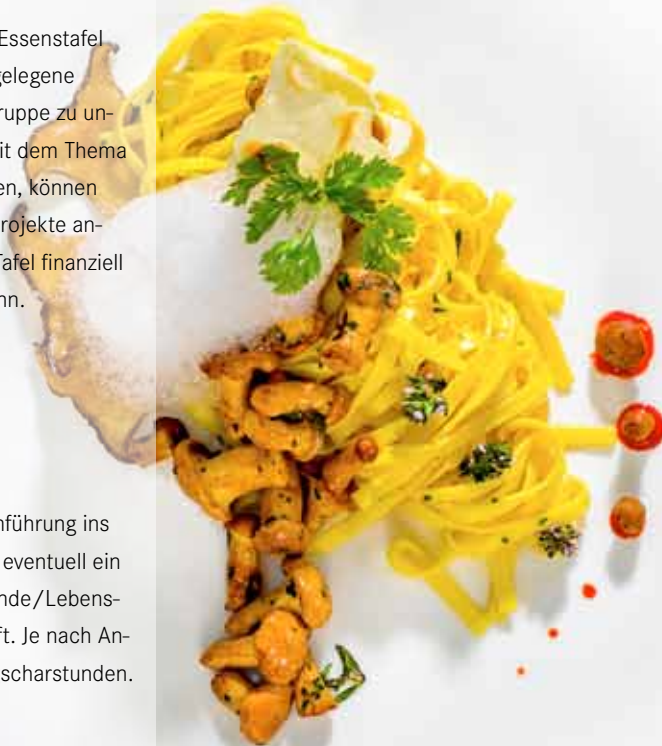 Essenstafel
gelegene
ruppe zu un-
it dem Thema
en, können
rojekte an-
Tafel finanziell
nn.
nführung ins
eventuell ein
nde/Lebens-
ft. Je nach An-
scharstunden.